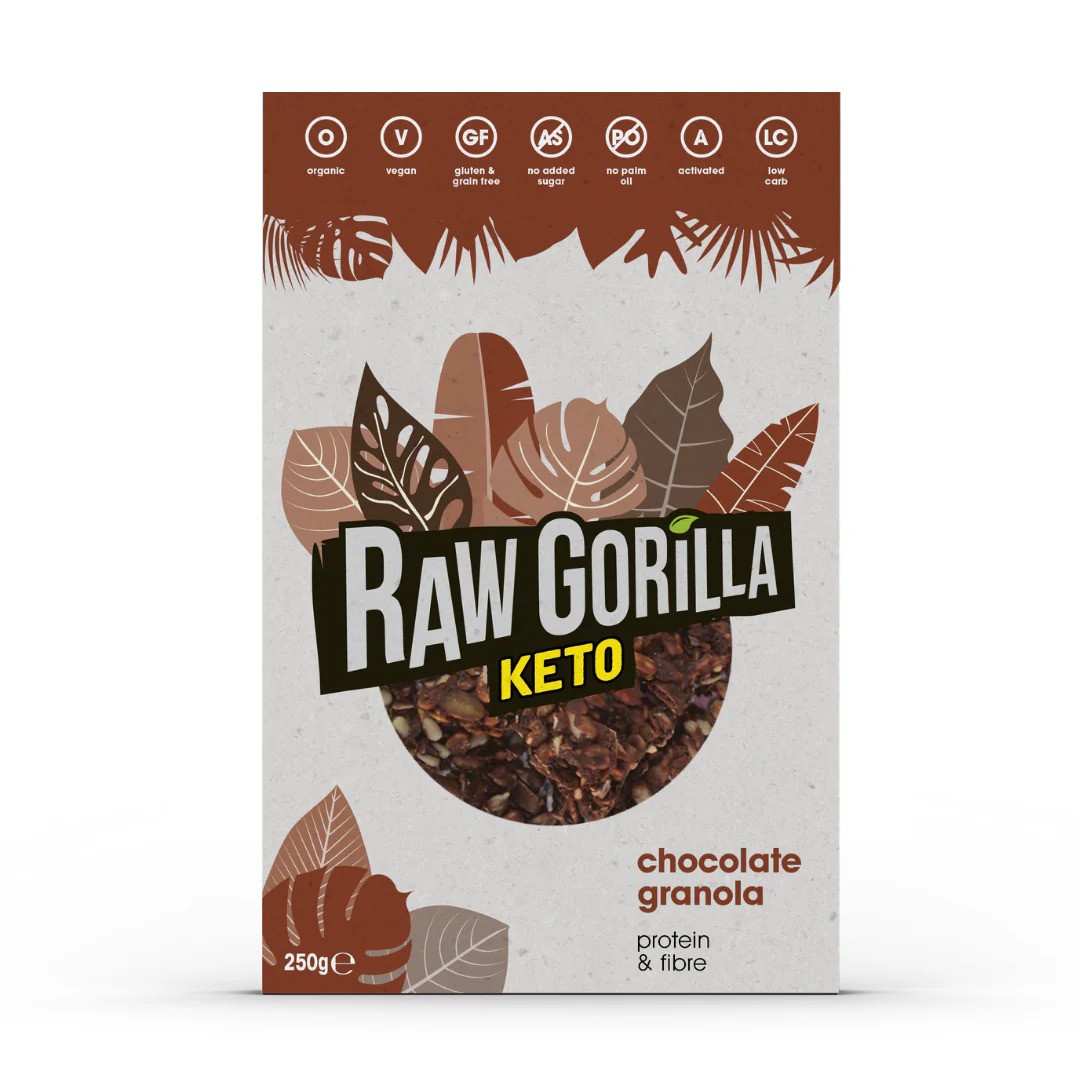 O V GF AS PO A LC
organic vegan gluten & no added no palm activated low
grain free sugar oil carb
RAW GORILLA
KETO
chocolate
granola
protein
& fibre
250g℮